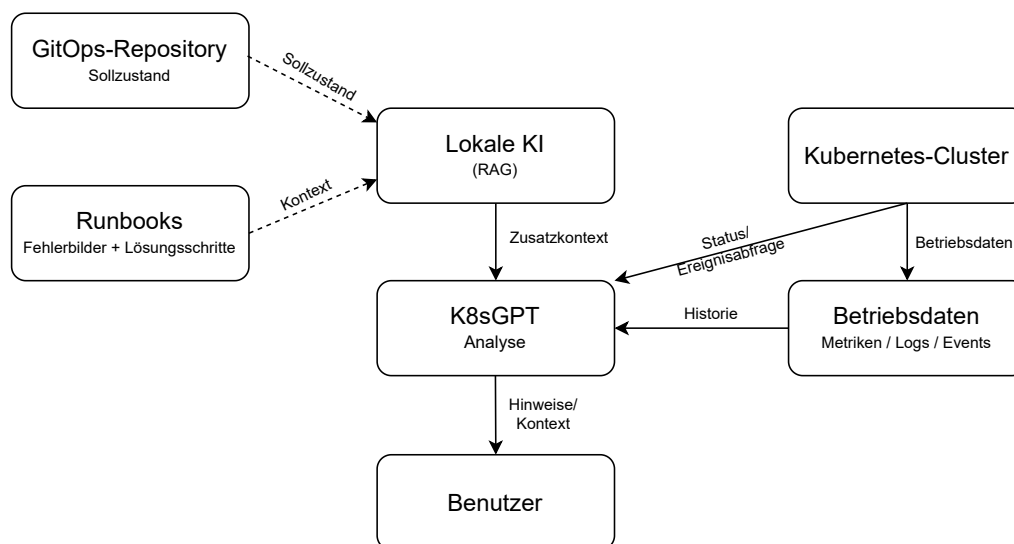 GitOps-Repository
Sollzustand
Sollzustand
Lokale KI
(RAG)
Kubernetes-Cluster
Runbooks
Fehlerbilder + Lösungsschritte
Kontext
Zusatzkontext
Status/
Ereignisabfrage
Betriebsdaten
K8sGPT
Analyse
Historie
Betriebsdaten
Metriken / Logs / Events
Hinweise/
Kontext
Benutzer